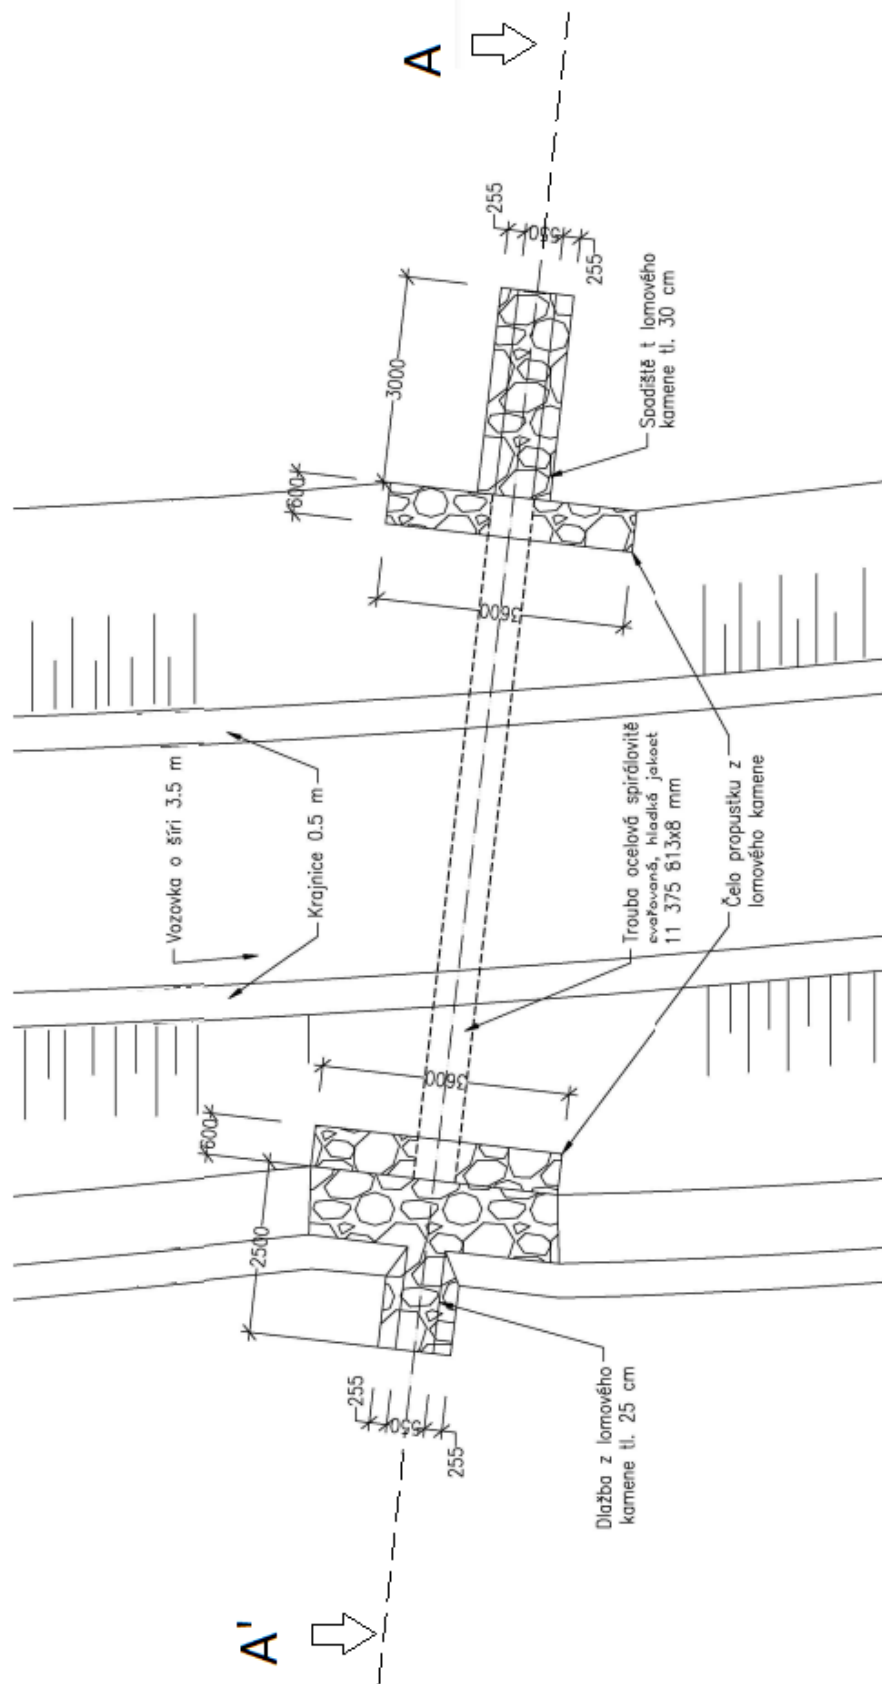 A
255
550
255
3000
Spadiště t lomového
kamene tl. 30 cm
600
3600
Vozovka o šíři 3.5 m
Krajnice 0.5 m
Trouba ocelová spirálovitě
svařovaná, hladká jakost
11 375 613x8 mm
Čelo propustku z
lomového kamene
3600
600
2500
255
550
255
Dlažba z lomového
kamene tl. 25 cm
A'